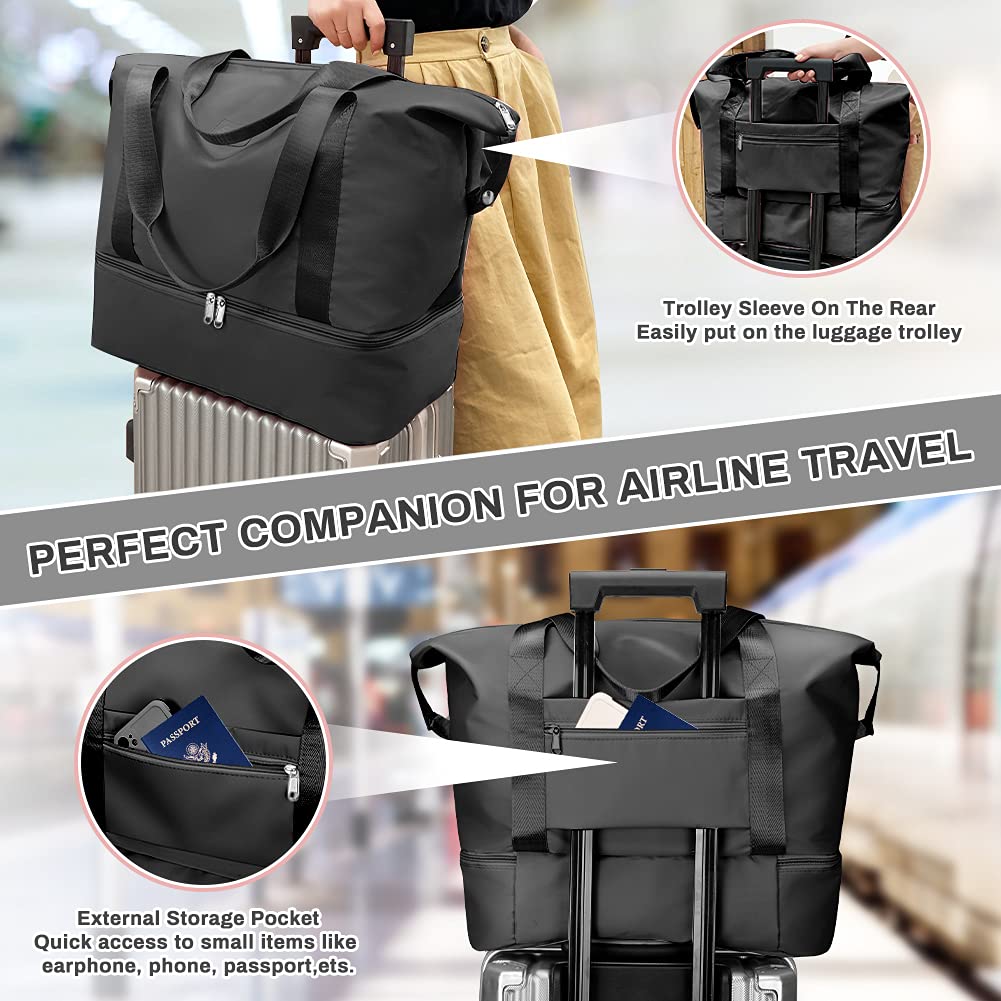 Trolley Sleeve On The Rear
Easily put on the luggage trolley
PERFECT COMPANION FOR AIRLINE TRAVEL
PASSPORT
PORT
External Storage Pocket
Quick access to small items like
earphone, phone, passport,ets.